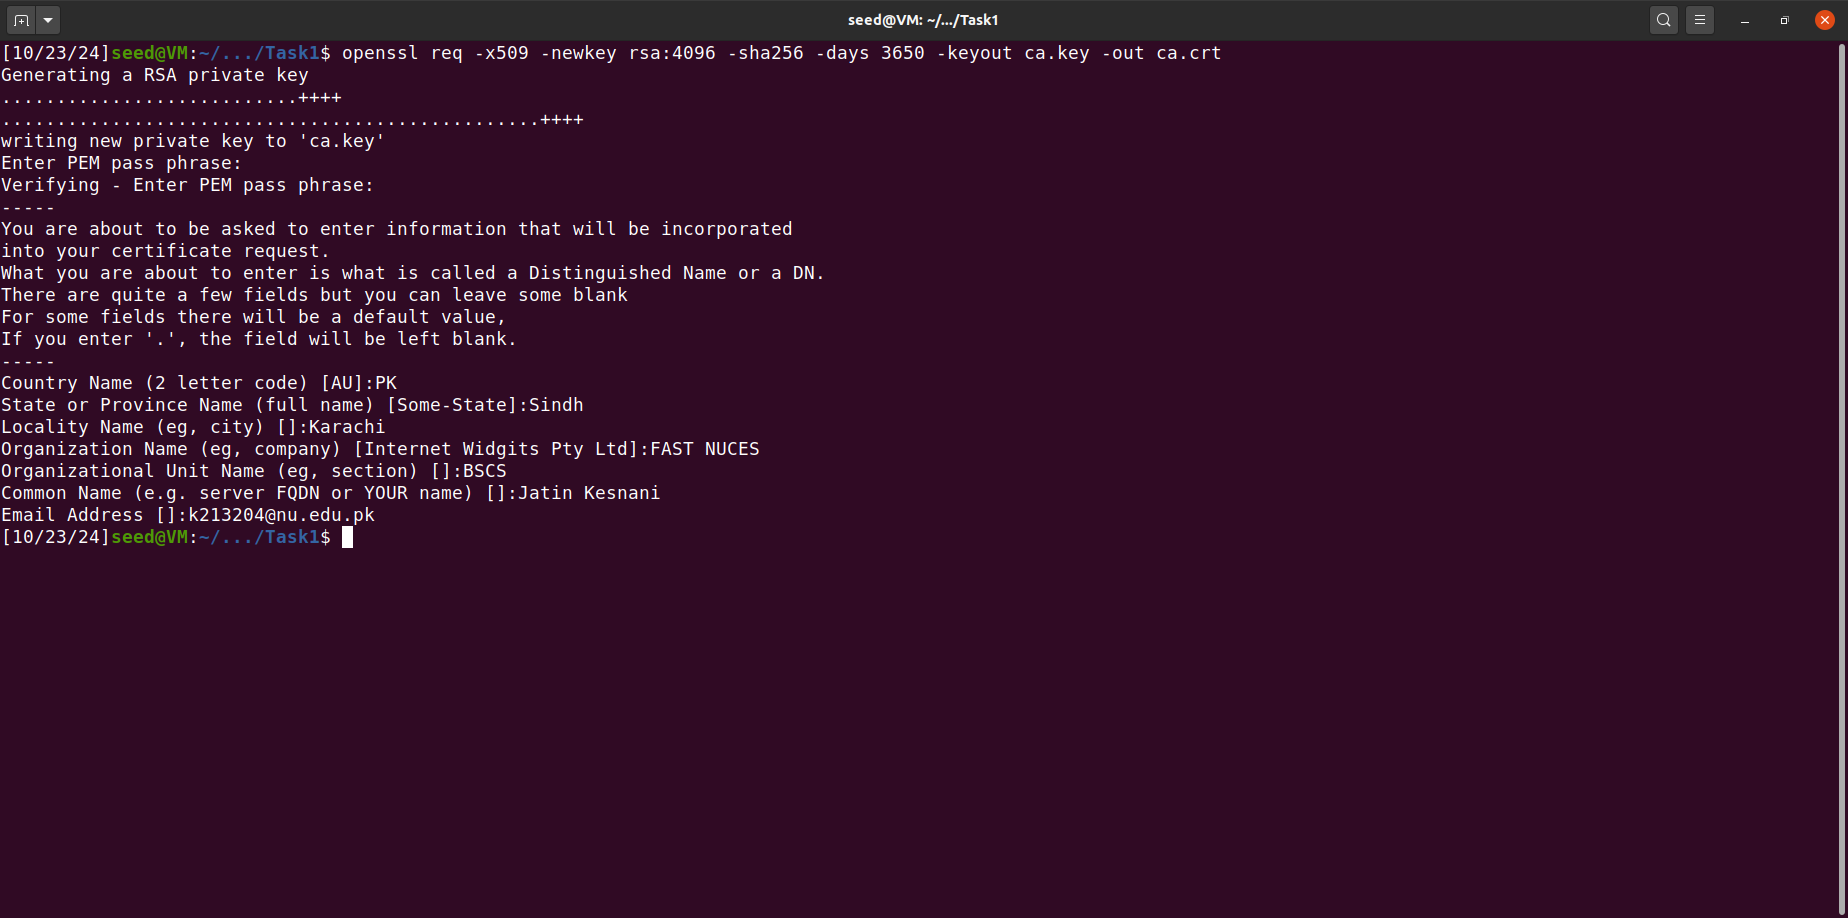 seed@VM: ~/.../Task1
[10/23/24]seed@VM:~/.../Task1$ openssl req -x509 -newkey rsa:4096 -sha256 -days 3650 -keyout ca.key -out ca.crt
Generating a RSA private key
...........................++++
.................................................++++
writing new private key to 'ca.key'
Enter PEM pass phrase:
Verifying - Enter PEM pass phrase:
-----
You are about to be asked to enter information that will be incorporated
into your certificate request.
What you are about to enter is what is called a Distinguished Name or a DN.
There are quite a few fields but you can leave some blank
For some fields there will be a default value,
If you enter '.', the field will be left blank.
-----
Country Name (2 letter code) [AU]:PK
State or Province Name (full name) [Some-State]:Sindh
Locality Name (eg, city) []:Karachi
Organization Name (eg, company) [Internet Widgits Pty Ltd]:FAST NUCES
Organizational Unit Name (eg, section) []:BSCS
Common Name (e.g. server FQDN or YOUR name) []:Jatin Kesnani
Email Address []:k213204@nu.edu.pk
[10/23/24]seed@VM:~/.../Task1$